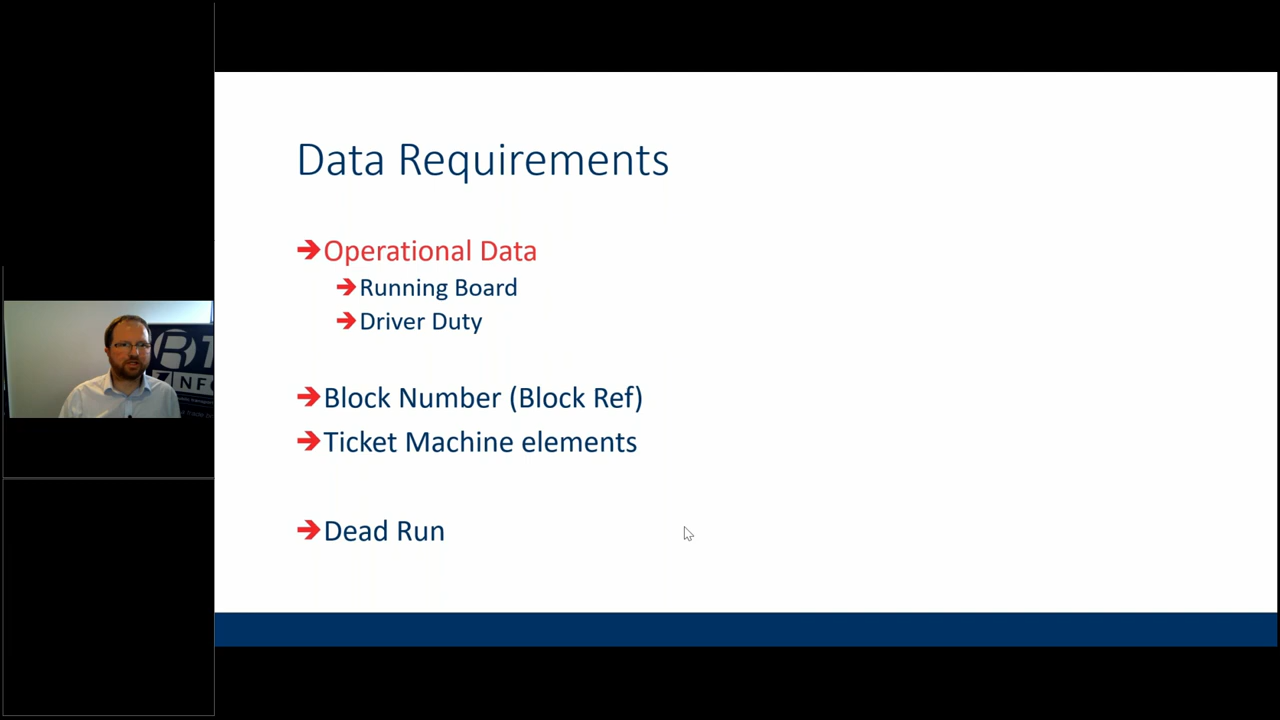 Data Requirements
➔Operational Data
➔Running Board
➔Driver Duty
➔Block Number (Block Ref)
➔Ticket Machine elements
➔Dead Run